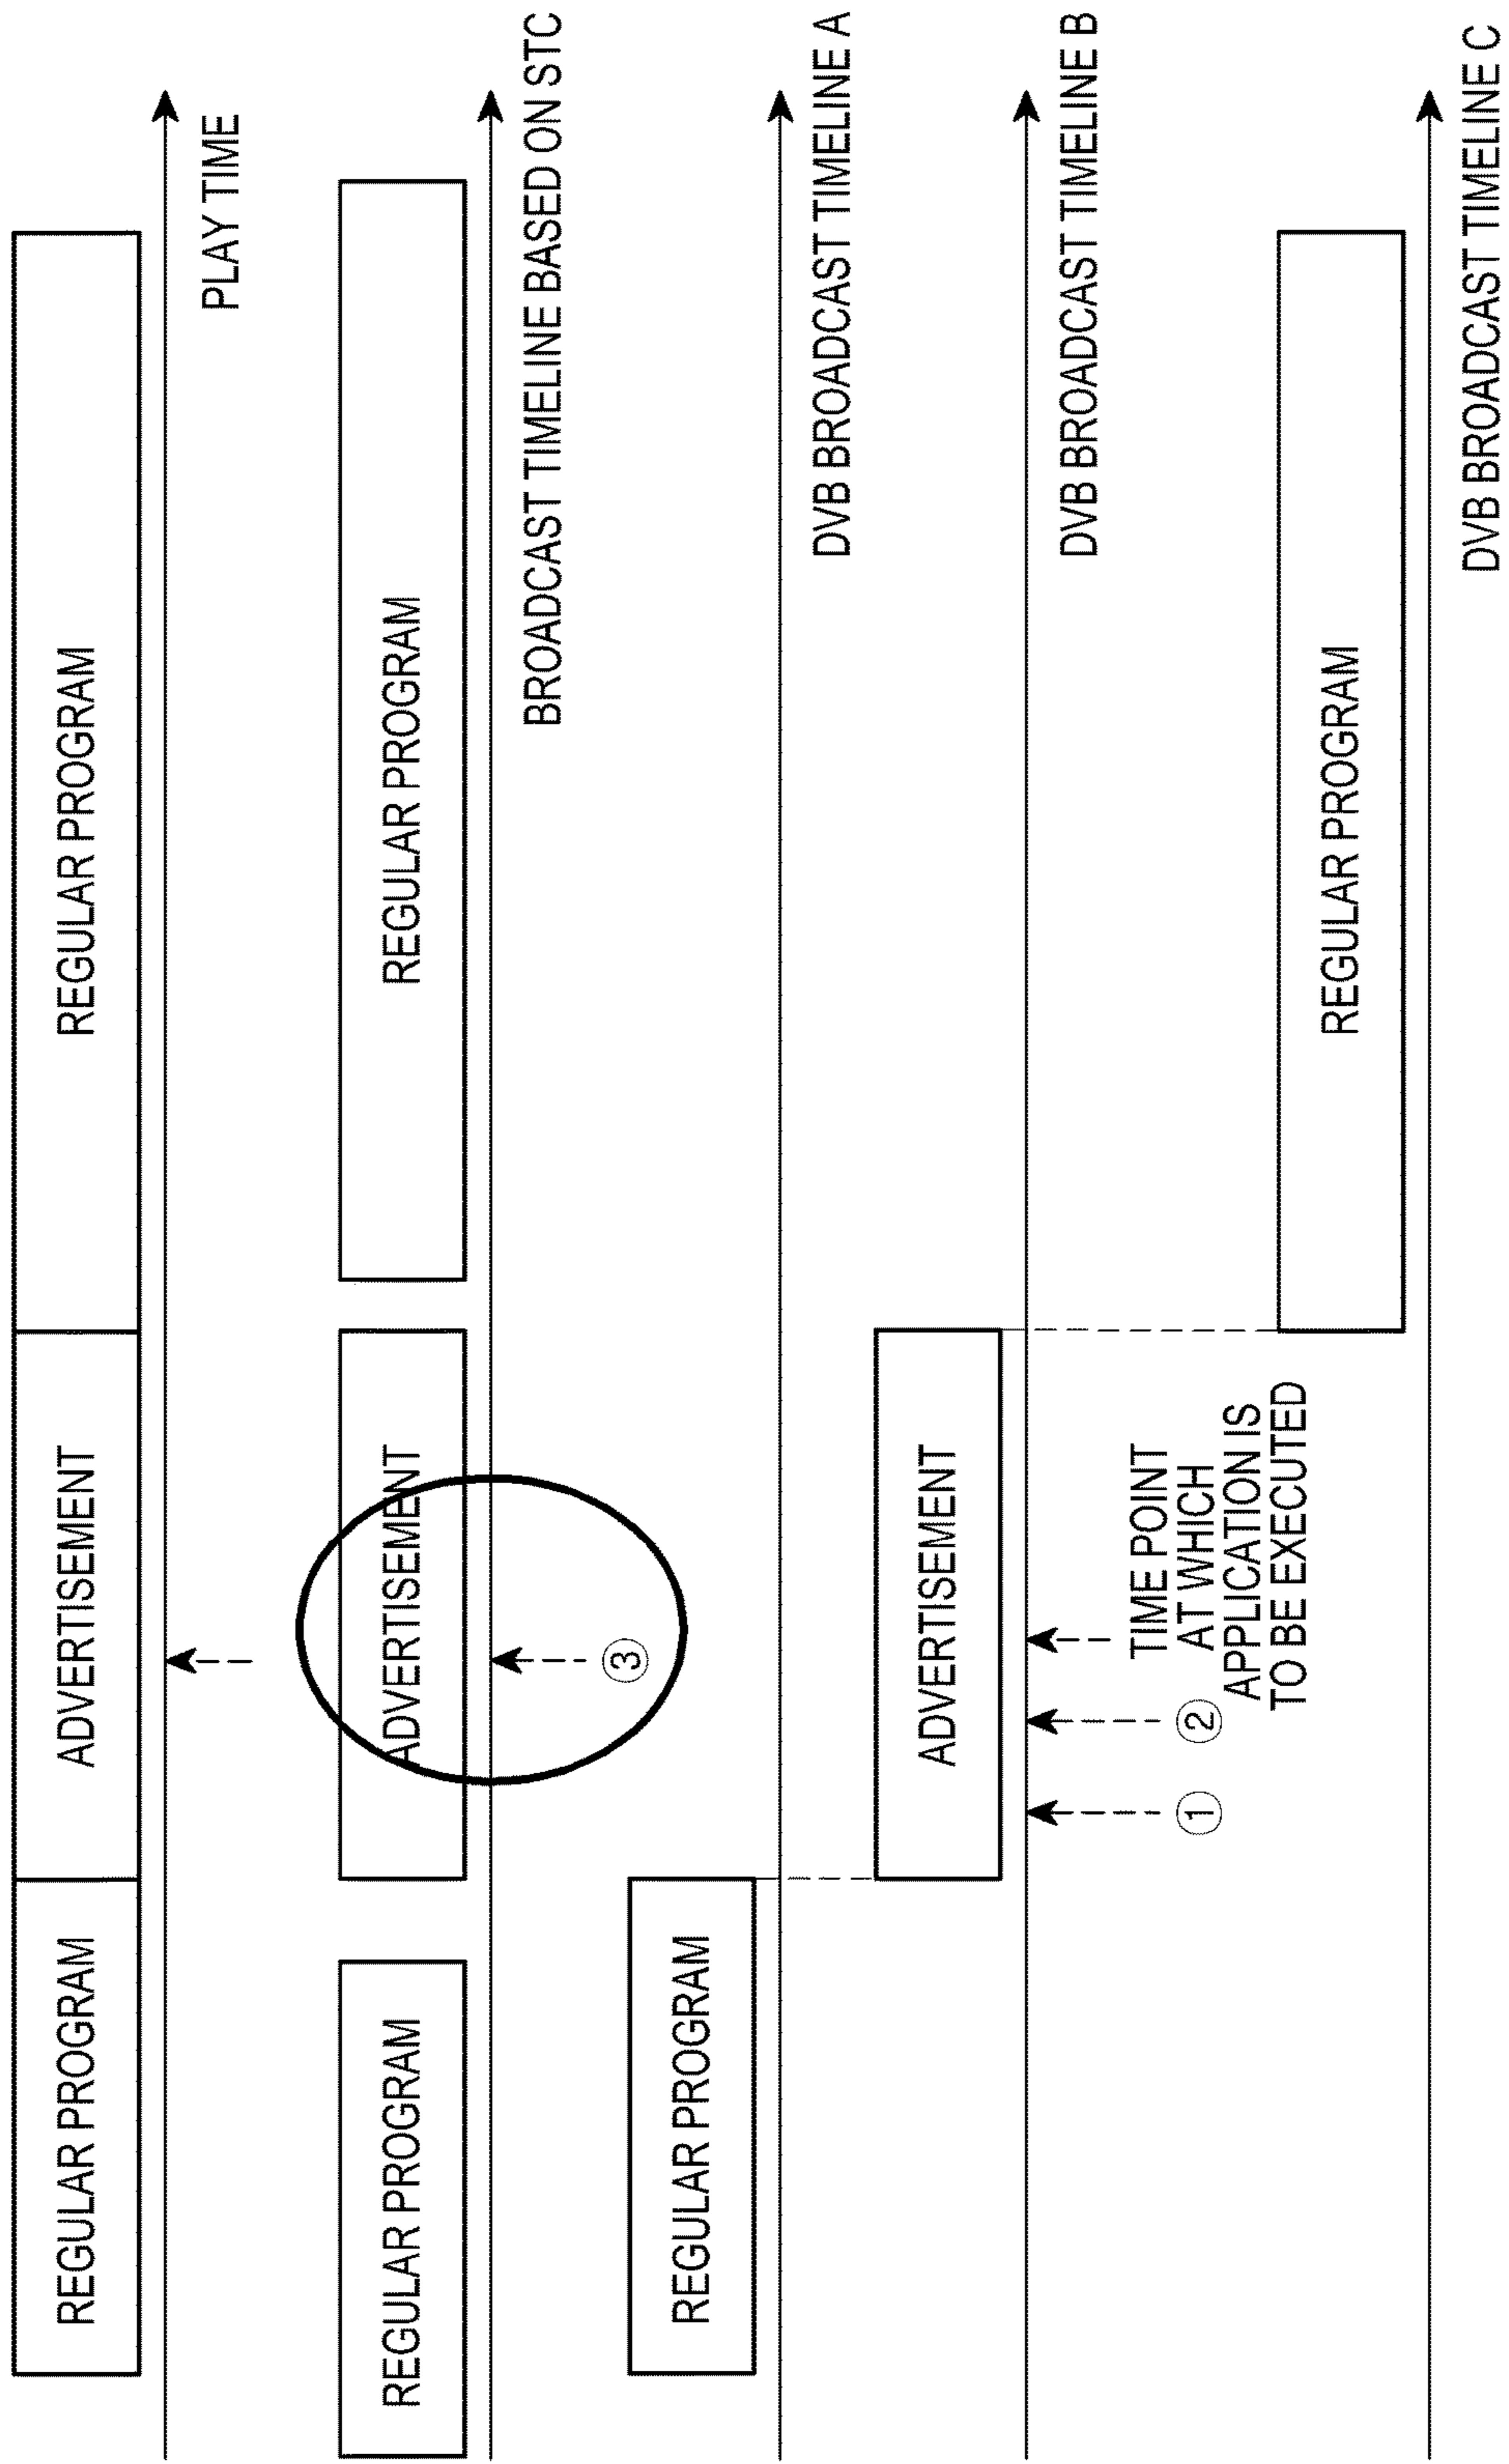 REGULAR PROGRAM
ADVERTISEMENT
REGULAR PROGRAM
PLAY TIME
REGULAR PROGRAM
ADVERTISEMENT
REGULAR PROGRAM
BROADCAST TIMELINE BASED ON STC
③
REGULAR PROGRAM
DVB BROADCAST TIMELINE A
ADVERTISEMENT
DVB BROADCAST TIMELINE B
①
②
TIME POINT
AT WHICH
APPLICATION IS
TO BE EXECUTED
REGULAR PROGRAM
DVB BROADCAST TIMELINE C